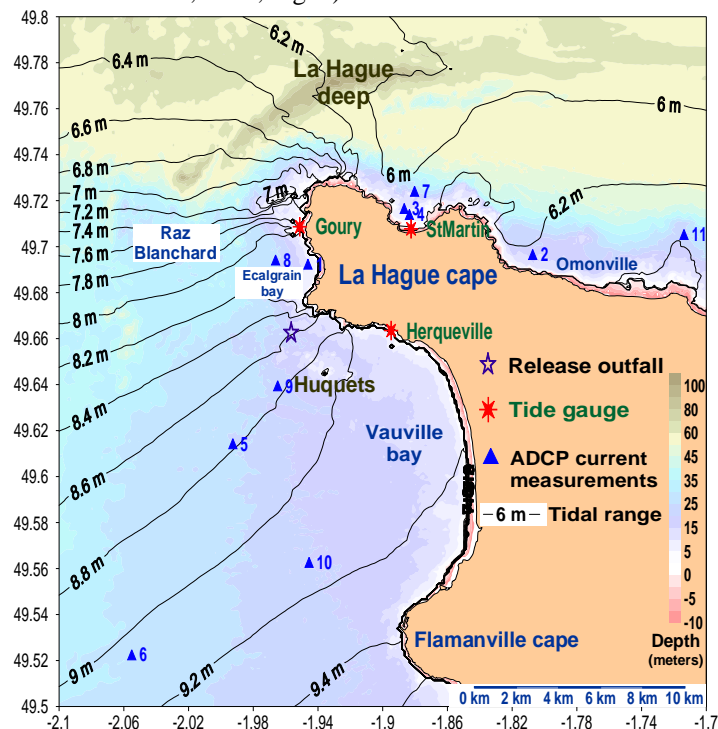 49.8
49.78
49.76
49.74
49.72
49.7
49.68
49.66
49.64
49.62
49.6
49.58
49.56
49.54
49.52
49.5
6.2 m
6.4 m
La Hague
deep
6 m
6.6 m
6.8 m
7 m
7 m
6 m
7.2 m
7.4 m
7.6 m
7.8 m
8 m
8.2 m
8.4 m
8.6 m
8.8 m
9 m
9.2 m
9.4 m
6.2 m
7
3
4
11
Goury
StMartin
Raz
Blanchard
8
2
Omonville
Ecalgrain
bay
La Hague cape
Herqueville
Huquets
9
5
Vauville
bay
10
6
Flamanville cape
Release outfall
Tide gauge
ADCP current
measurements
–6 m– Tidal range
100
80
60
45
35
25
15
5
0
-5
-10
Depth
(meters)
0 km 2 km 4 km 6 km 8 km 10 km
-2.1 -2.06 -2.02 -1.98 -1.94 -1.9 -1.86 -1.82 -1.78 -1.74 -1.7